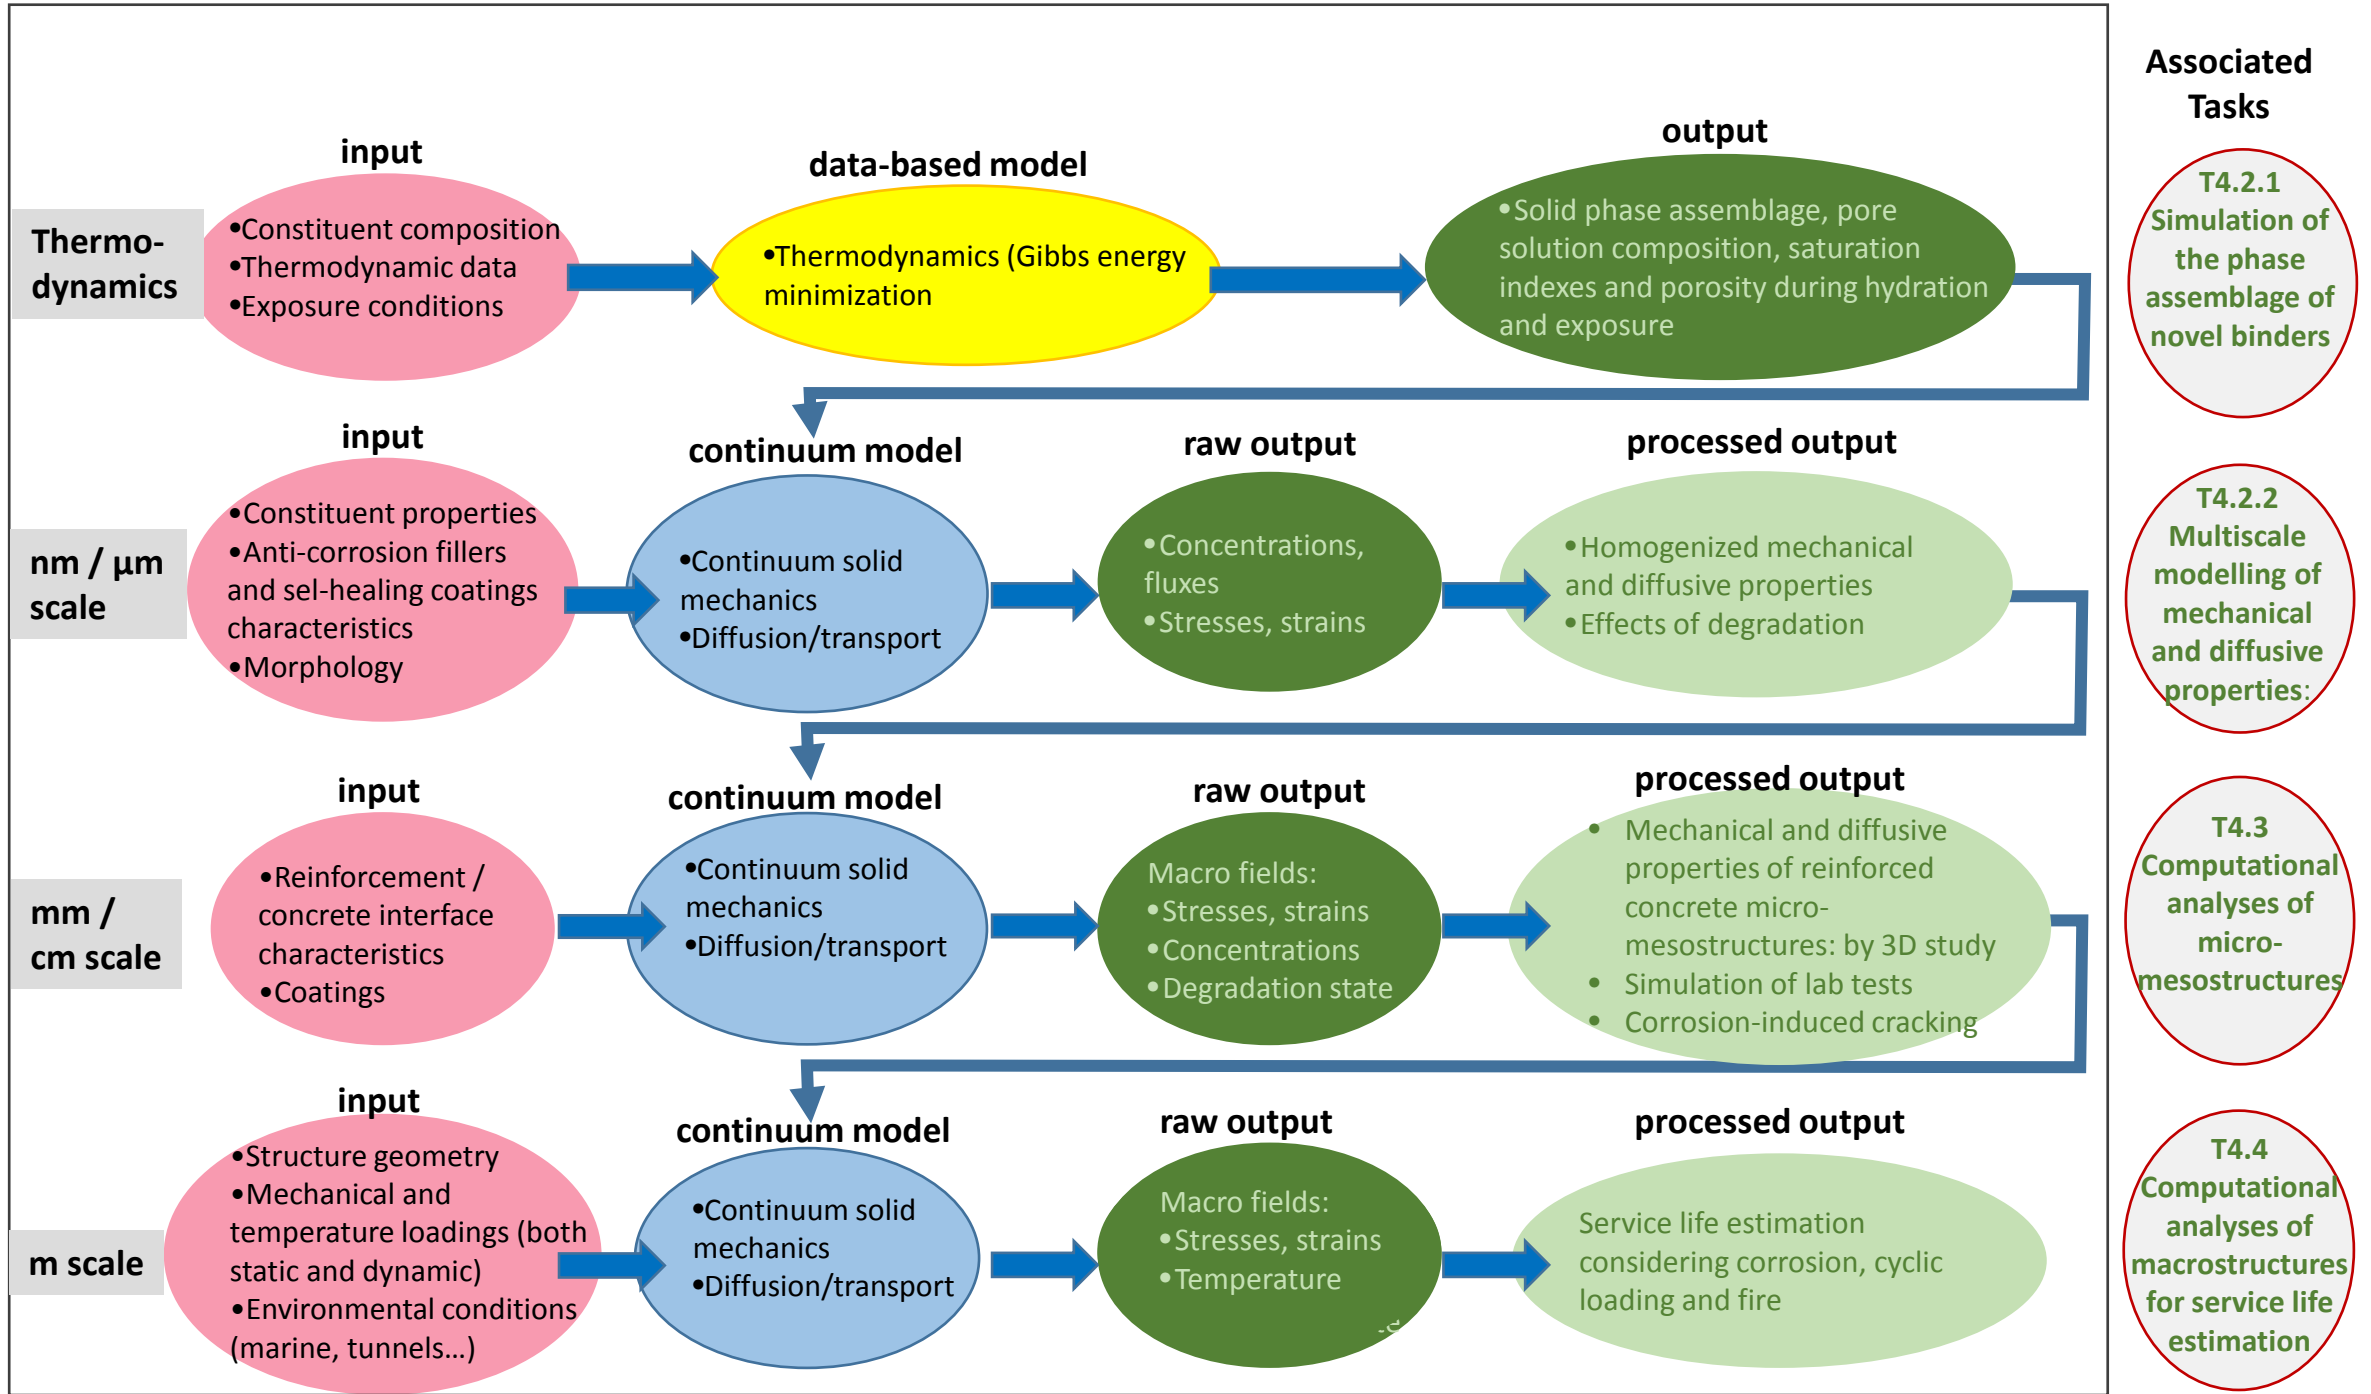 Associated
Tasks
input
data-based model
output
Thermo-
dynamics
•Constituent composition
•Thermodynamic data
•Exposure conditions
•Thermodynamics (Gibbs energy
minimization
•Solid phase assemblage, pore
solution composition, saturation
indexes and porosity during hydration
and exposure
T4.2.1
Simulation of
the phase
assemblage of
novel binders
input
continuum model
raw output
processed output
nm / µm
scale
•Constituent properties
•Anti-corrosion fillers
and sel-healing coatings
characteristics
•Morphology
•Continuum solid
mechanics
•Diffusion/transport
•Concentrations,
fluxes
•Stresses, strains
•Homogenized mechanical
and diffusive properties
•Effects of degradation
T4.2.2
Multiscale
modelling of
mechanical
and diffusive
properties:
input
continuum model
raw output
processed output
mm /
cm scale
•Reinforcement /
concrete interface
characteristics
•Coatings
•Continuum solid
mechanics
•Diffusion/transport
Macro fields:
•Stresses, strains
•Concentrations
•Degradation state
• Mechanical and diffusive
properties of reinforced
concrete micro-
mesostructures: by 3D study
• Simulation of lab tests
• Corrosion-induced cracking
T4.3
Computational
analyses of
micro-
mesostructures
input
continuum model
raw output
processed output
m scale
•Structure geometry
•Mechanical and
temperature loadings (both
static and dynamic)
•Environmental conditions
(marine, tunnels…)
•Continuum solid
mechanics
•Diffusion/transport
Macro fields:
•Stresses, strains
•Temperature
Service life estimation
considering corrosion, cyclic
loading and fire
T4.4
Computational
analyses of
macrostructures
for service life
estimation